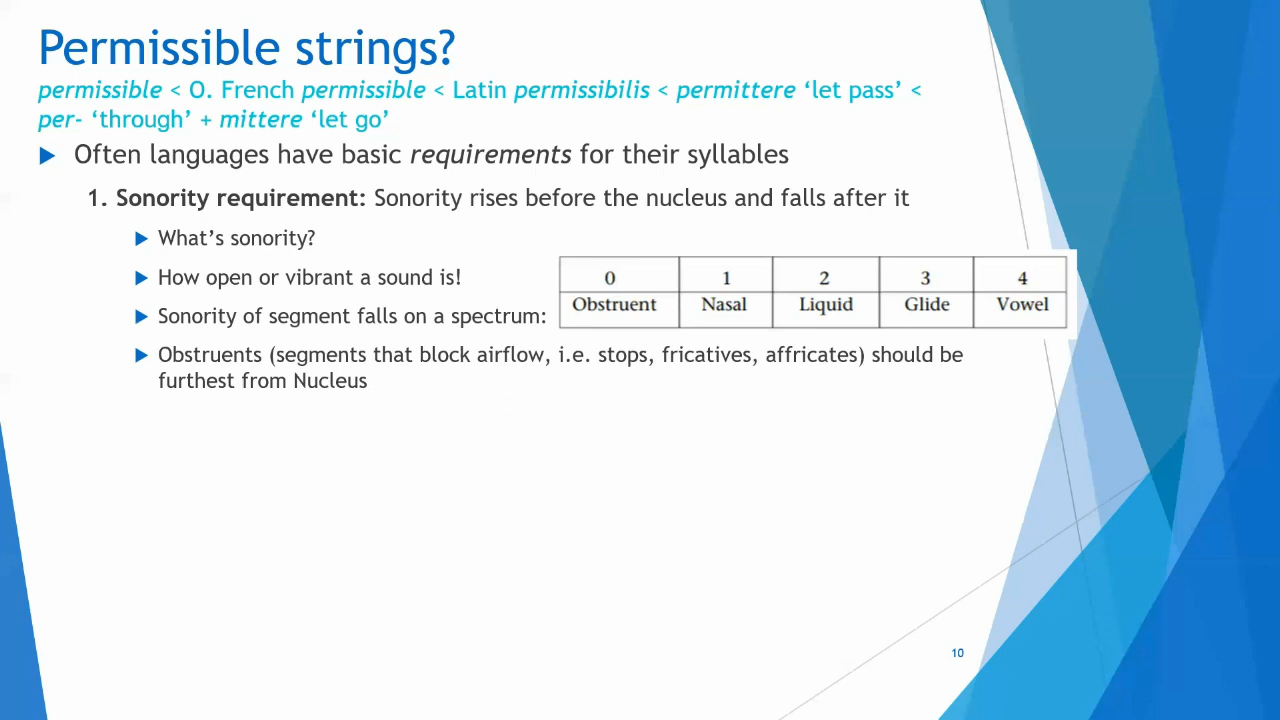 Permissible strings?
permissible < O. French permissible < Latin permissibilis < permittere ‘let pass’ <
per- ‘through’ + mittere ‘let go’
Often languages have basic requirements for their syllables
1. Sonority requirement: Sonority rises before the nucleus and falls after it
What’s sonority?
How open or vibrant a sound is!
Sonority of segment falls on a spectrum:
0 1 2 3 4
Obstruent Nasal Liquid Glide Vowel
Obstruents (segments that block airflow, i.e. stops, fricatives, affricates) should be
furthest from Nucleus
10